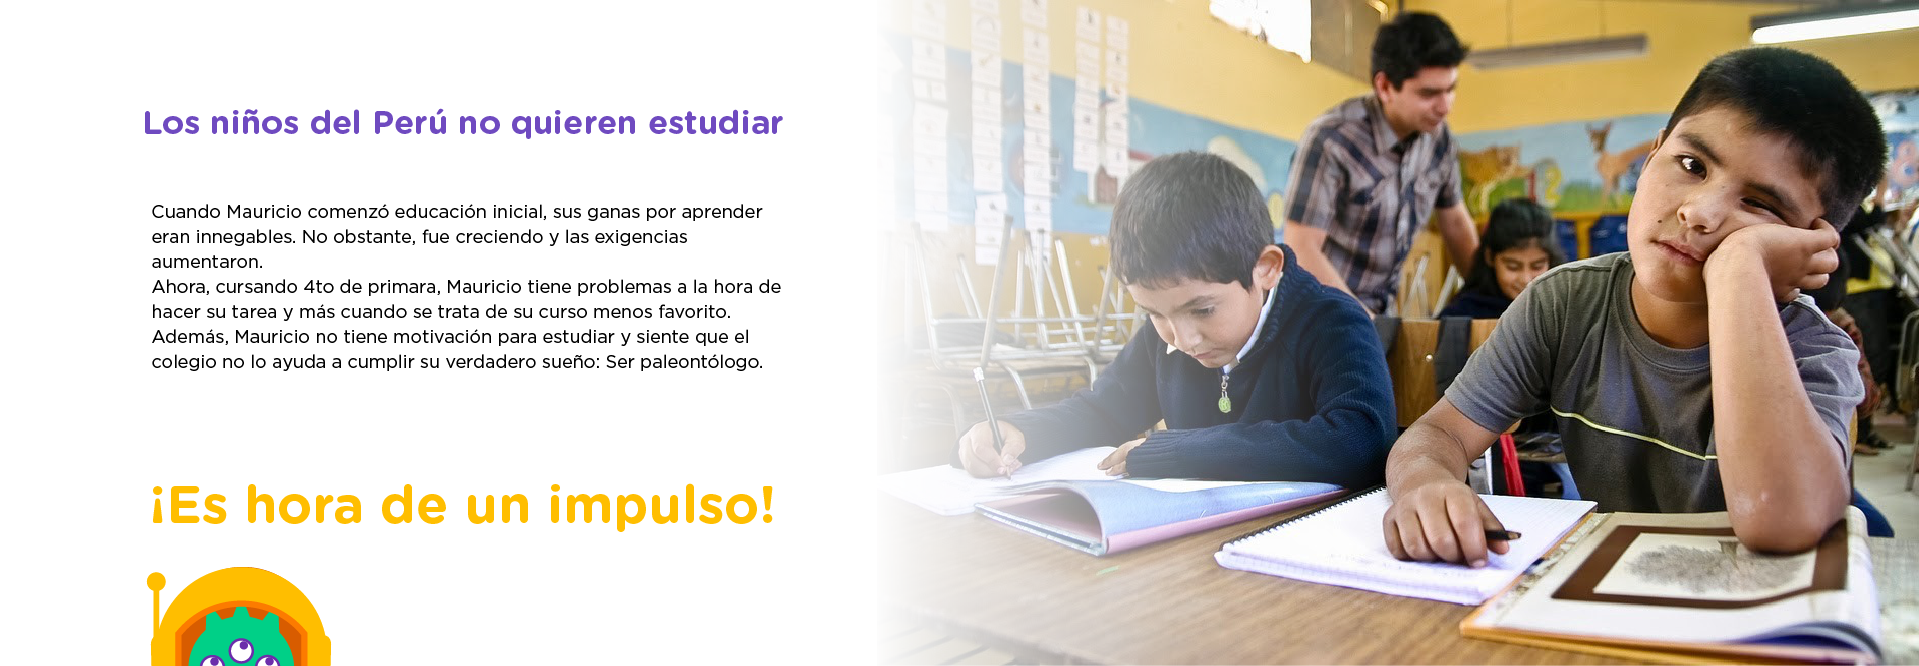 Los niños del Perú no quieren estudiar
Cuando Mauricio comenzó educación inicial, sus ganas por aprender
eran innegables. No obstante, fue creciendo y las exigencias
aumentaron.
Ahora, cursando 4to de primara, Mauricio tiene problemas a la hora de
hacer su tarea y más cuando se trata de su curso menos favorito.
Además, Mauricio no tiene motivación para estudiar y siente que el
colegio no lo ayuda a cumplir su verdadero sueño: Ser paleontólogo.
¡Es hora de un impulso!